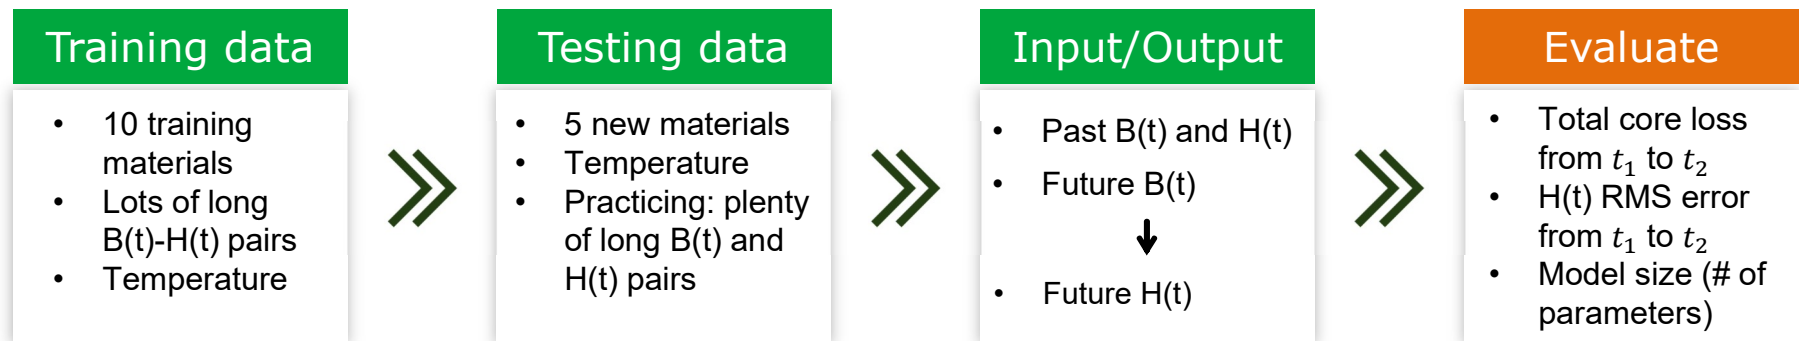 Training data
• 10 training
materials
• Lots of long
B(t)-H(t) pairs
• Temperature
Testing data
• 5 new materials
• Temperature
• Practicing: plenty
of long B(t) and
H(t) pairs
Input/Output
• Past B(t) and H(t)
• Future B(t)
• Future H(t)
Evaluate
• Total core loss
from t₁ to t₂
• H(t) RMS error
from t₁ to t₂
• Model size (# of
parameters)